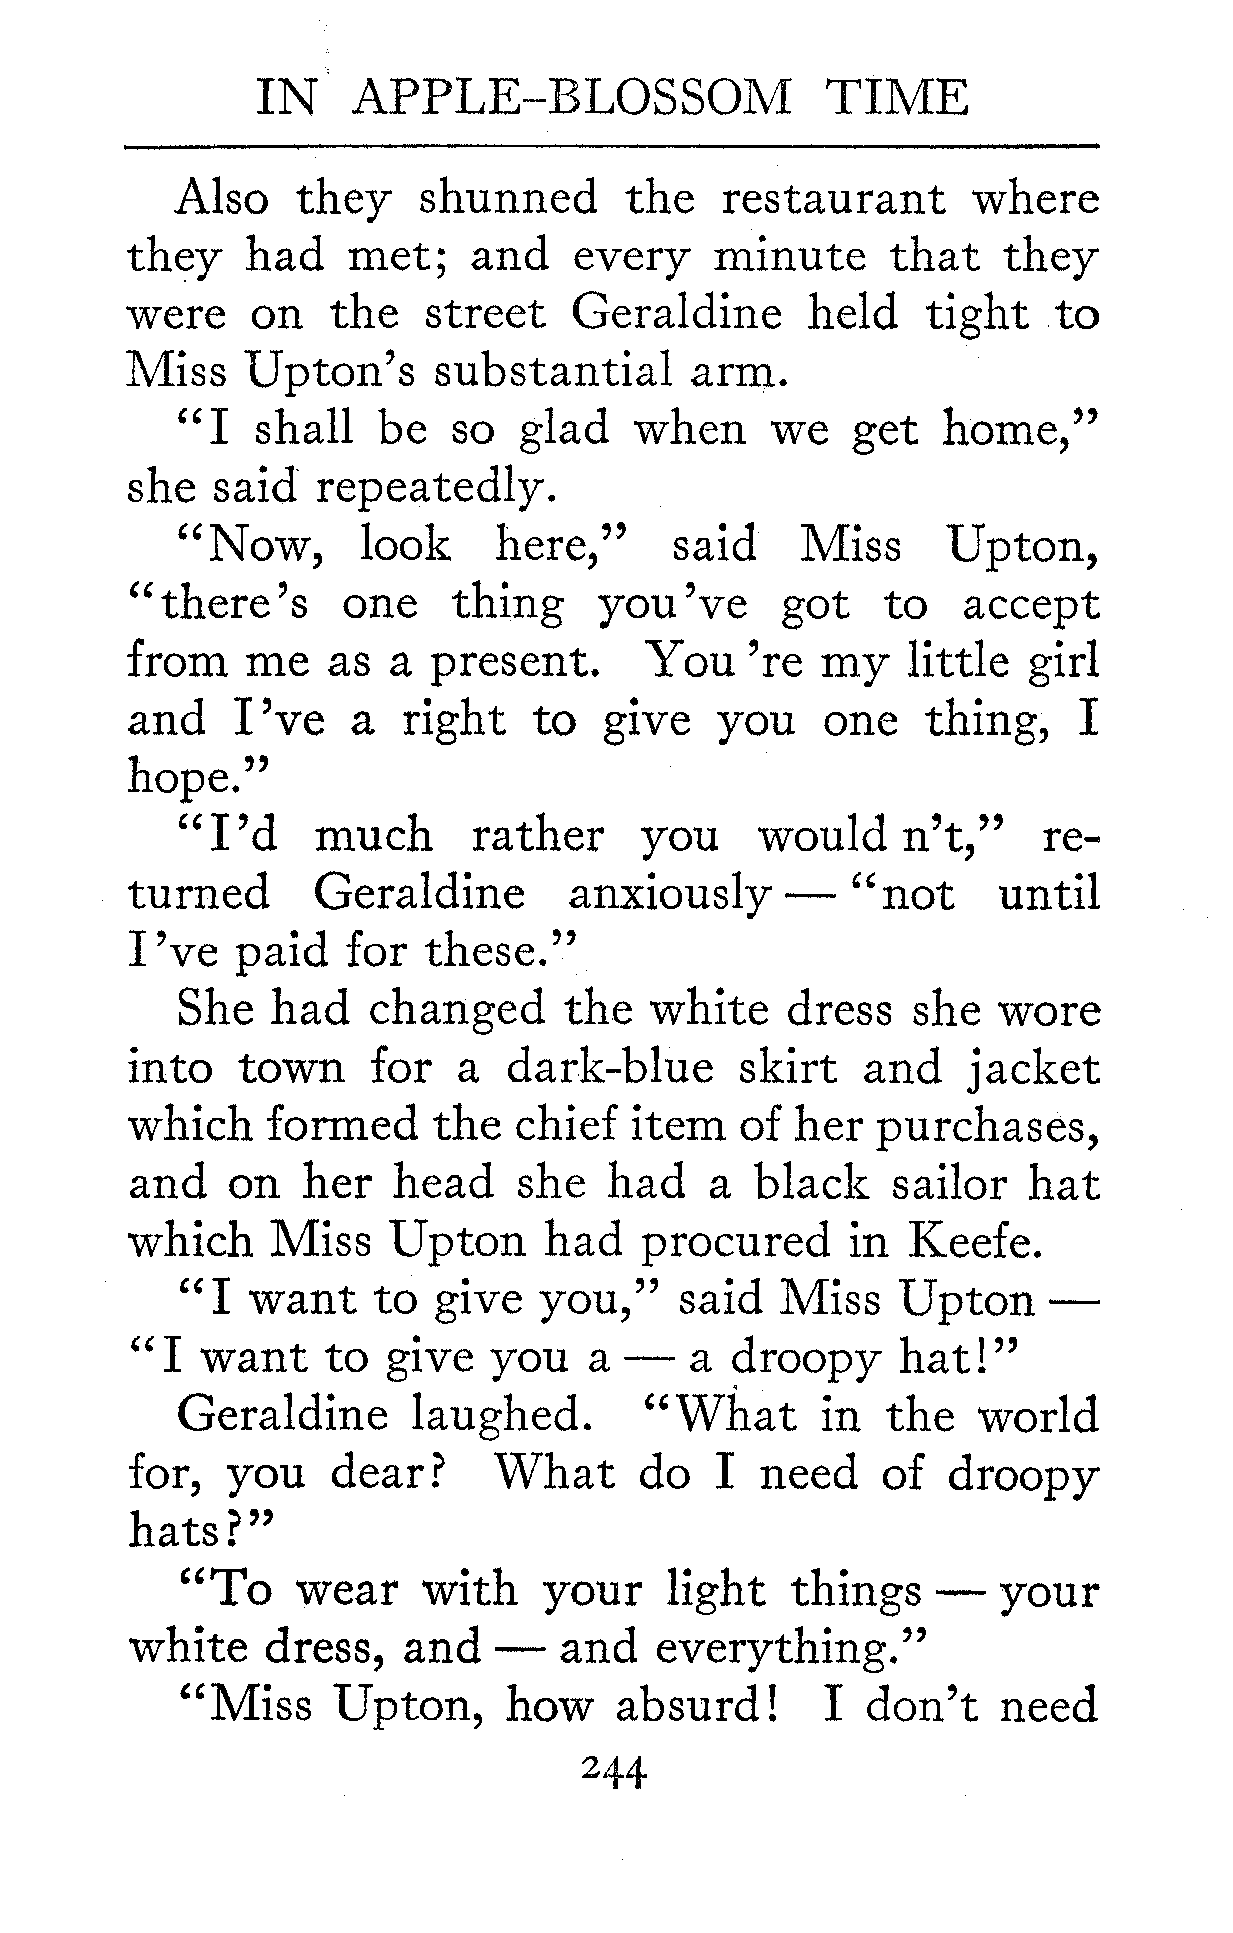 IN APPLE-BLOSSOM TIME
Also they shunned the restaurant where
they had met; and every minute that they
were on the street Geraldine held tight to
Miss Upton's substantial arm.
"I shall be so glad when we get home,"
she said repeatedly.
"Now, look here," said Miss Upton,
"there's one thing you've got to accept
from me as a present. You 're my little girl
and I've a right to give you one thing, I
hope."
"I'd much rather you would n't," re-
turned Geraldine anxiously — "not until
I've paid for these."
She had changed the white dress she wore
into town for a dark-blue skirt and jacket
which formed the chief item of her purchases,
and on her head she had a black sailor hat
which Miss Upton had procured in Keefe.
"I want to give you," said Miss Upton —
"I want to give you a — a droopy hat!"
Geraldine laughed. "What in the world
for, you dear? What do I need of droopy
hats?"
"To wear with your light things — your
white dress, and — and everything."
"Miss Upton, how absurd! I don't need
244